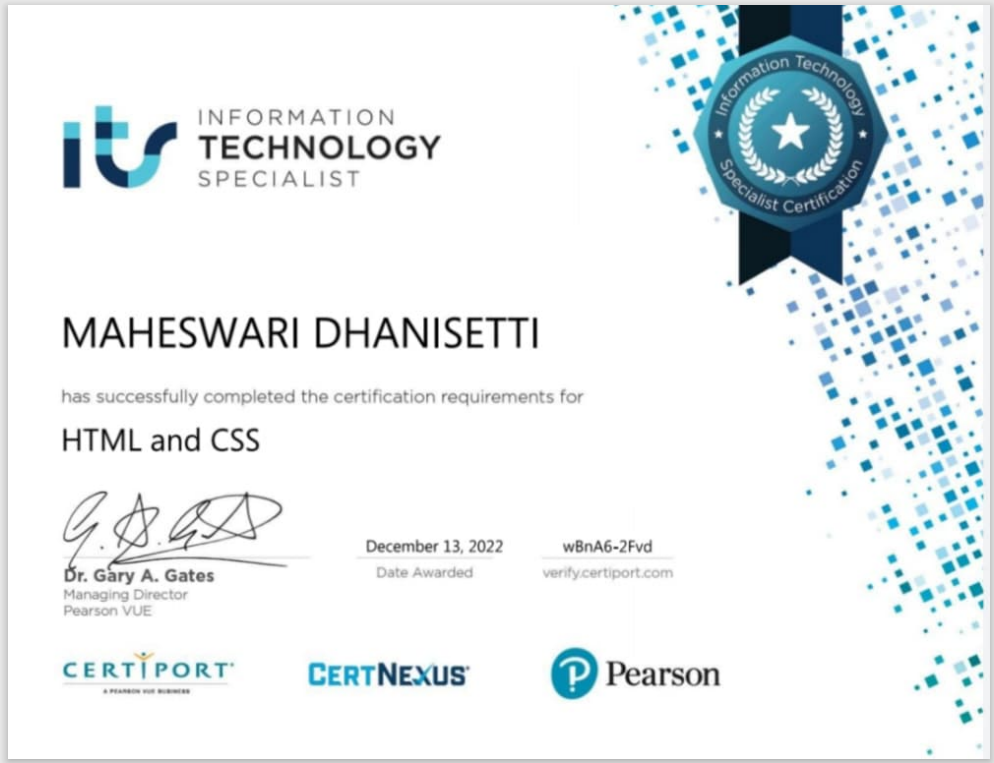 its
INFORMATION
TECHNOLOGY
SPECIALIST
Information Technology
Specialist Certification
MAHESWARI DHANISETTI
has successfully completed the certification requirements for
HTML and CSS
December 13, 2022
wBnA6-2Fvd
Dr. Gary A. Gates
Date Awarded
verify.certiport.com
Managing Director
Pearson VUE
CERTIPORT
A PEARSON VUE BUSINESS
CERTNEXUS
P Pearson